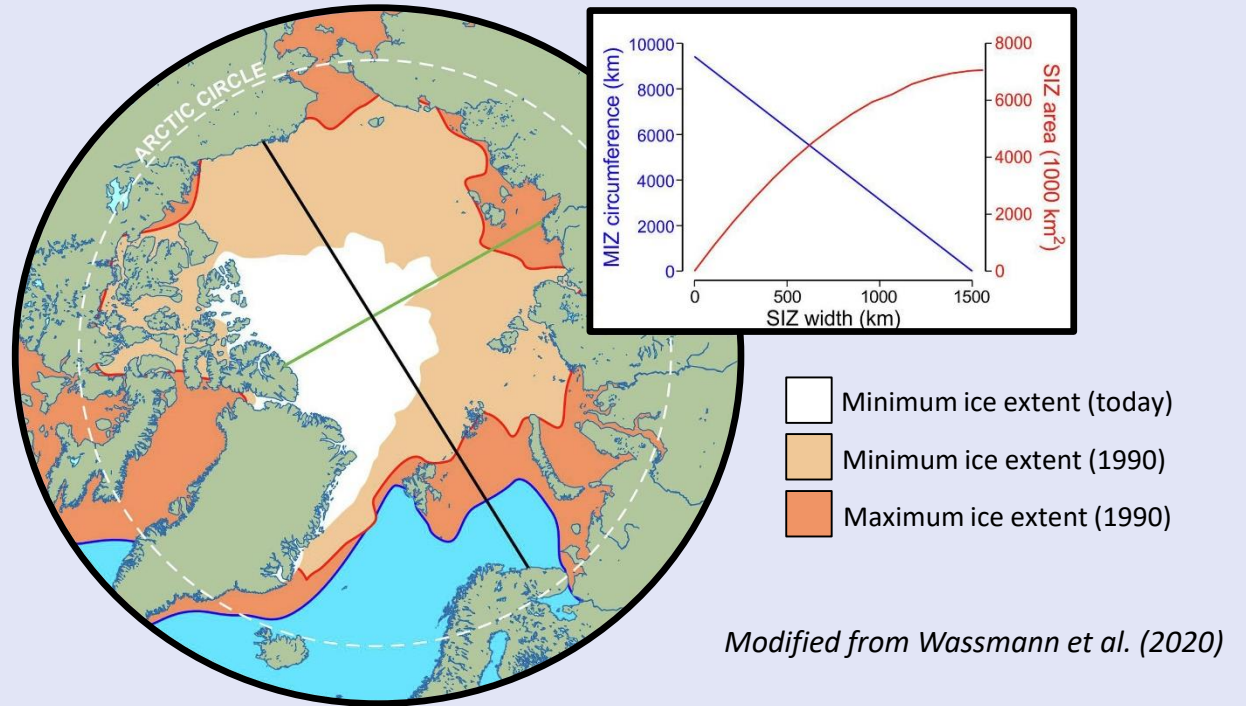 ARCTIC CIRCLE
10000
8000
6000
4000
2000
0
MIZ circumference (km)
8000
6000
4000
2000
0
SIZ area (1000 km²)
0 500 1000 1500
SIZ width (km)
Minimum ice extent (today)
Minimum ice extent (1990)
Maximum ice extent (1990)
Modified from Wassmann et al. (2020)